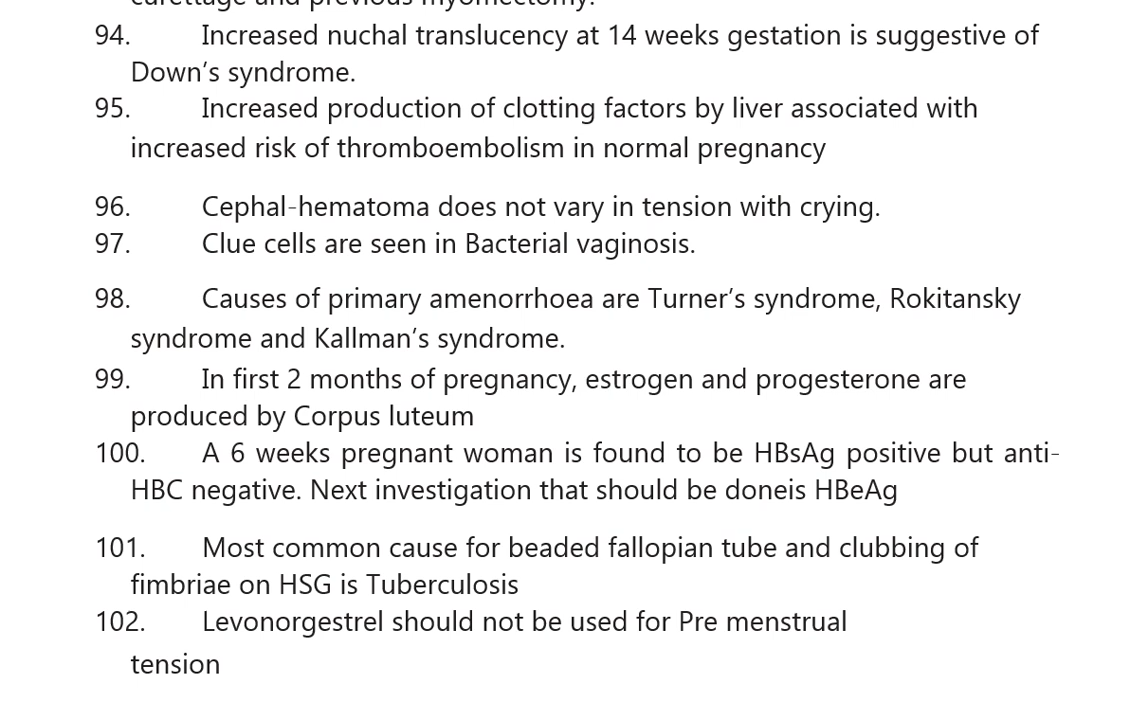 curettage and previous myomectomy.
94. Increased nuchal translucency at 14 weeks gestation is suggestive of
Down's syndrome.
95. Increased production of clotting factors by liver associated with
increased risk of thromboembolism in normal pregnancy
96. Cephal-hematoma does not vary in tension with crying.
97. Clue cells are seen in Bacterial vaginosis.
98. Causes of primary amenorrhoea are Turner's syndrome, Rokitansky
syndrome and Kallman's syndrome.
99. In first 2 months of pregnancy, estrogen and progesterone are
produced by Corpus luteum
100. A 6 weeks pregnant woman is found to be HBsAg positive but anti-
HBC negative. Next investigation that should be doneis HBeAg
101. Most common cause for beaded fallopian tube and clubbing of
fimbriae on HSG is Tuberculosis
102. Levonorgestrel should not be used for Pre menstrual
tension